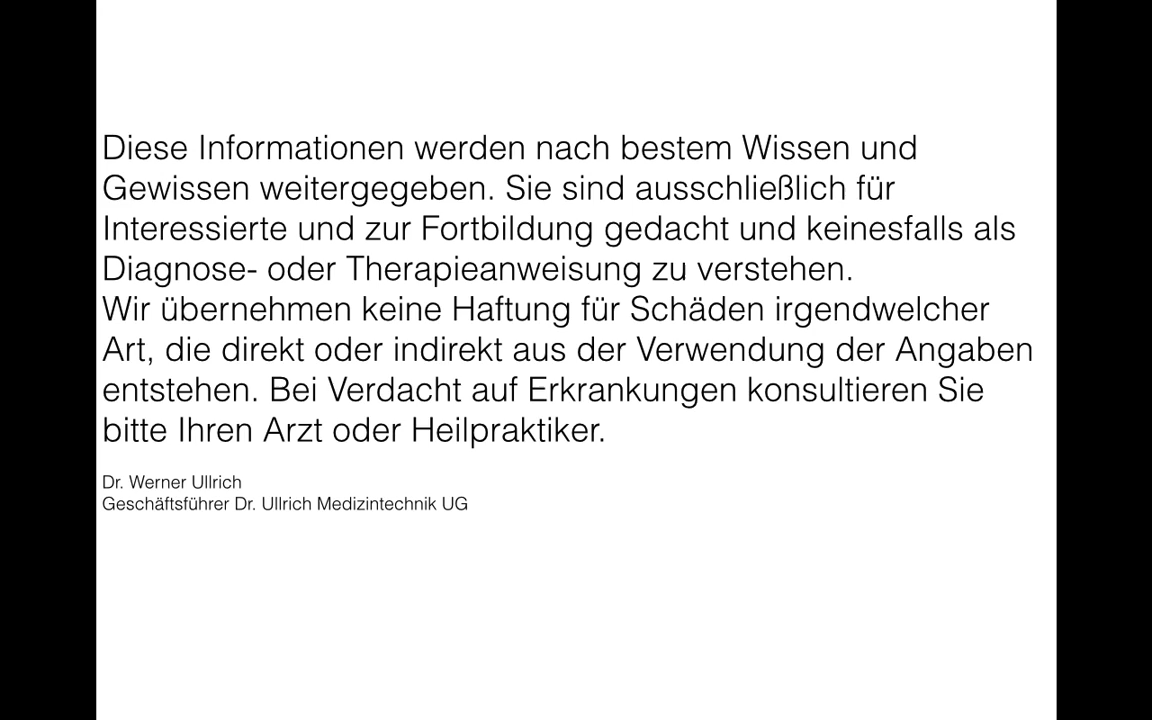 Diese Informationen werden nach bestem Wissen und
Gewissen weitergegeben. Sie sind ausschließlich für
Interessierte und zur Fortbildung gedacht und keinesfalls als
Diagnose- oder Therapieanweisung zu verstehen.
Wir übernehmen keine Haftung für Schäden irgendwelcher
Art, die direkt oder indirekt aus der Verwendung der Angaben
entstehen. Bei Verdacht auf Erkrankungen konsultieren Sie
bitte Ihren Arzt oder Heilpraktiker.
Dr. Werner Ullrich
Geschäftsführer Dr. Ullrich Medizintechnik UG